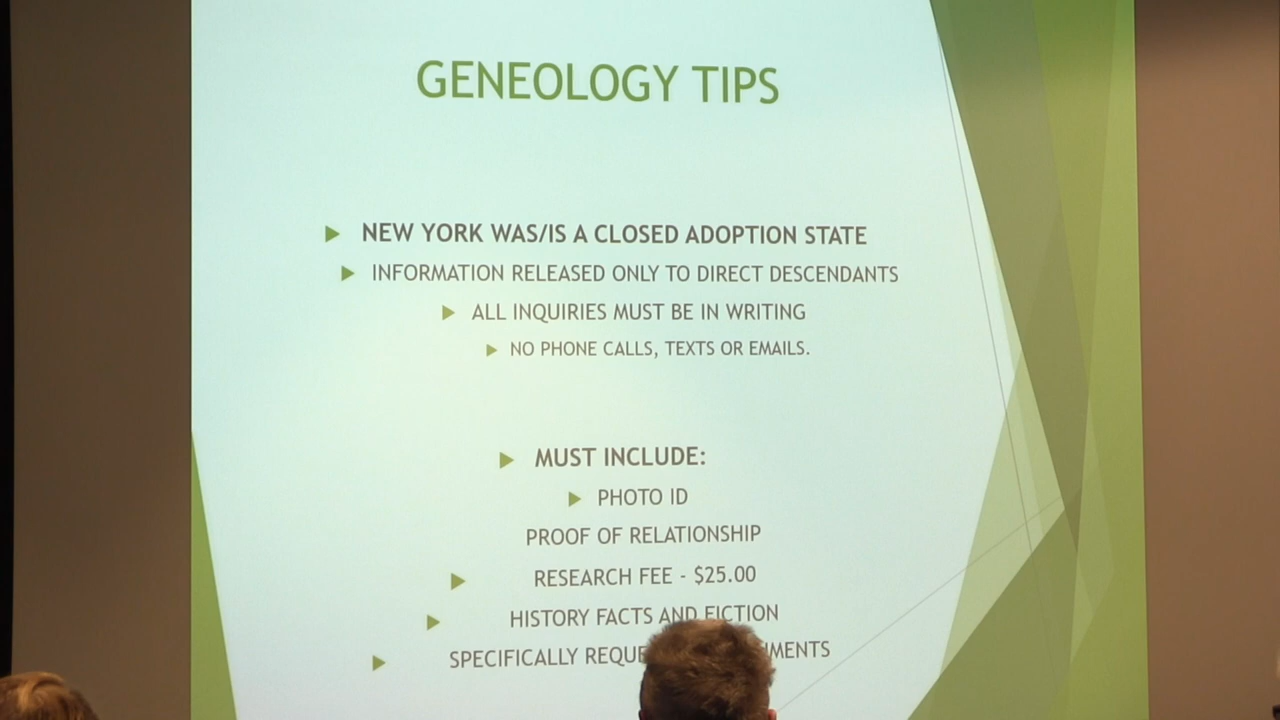 GENEOLOGY TIPS
NEW YORK WAS/IS A CLOSED ADOPTION STATE
INFORMATION RELEASED ONLY TO DIRECT DESCENDANTS
ALL INQUIRIES MUST BE IN WRITING
NO PHONE CALLS, TEXTS OR EMAILS.
MUST INCLUDE:
PHOTO ID
PROOF OF RELATIONSHIP
RESEARCH FEE - $25.00
HISTORY FACTS AND FICTION
SPECIFICALLY